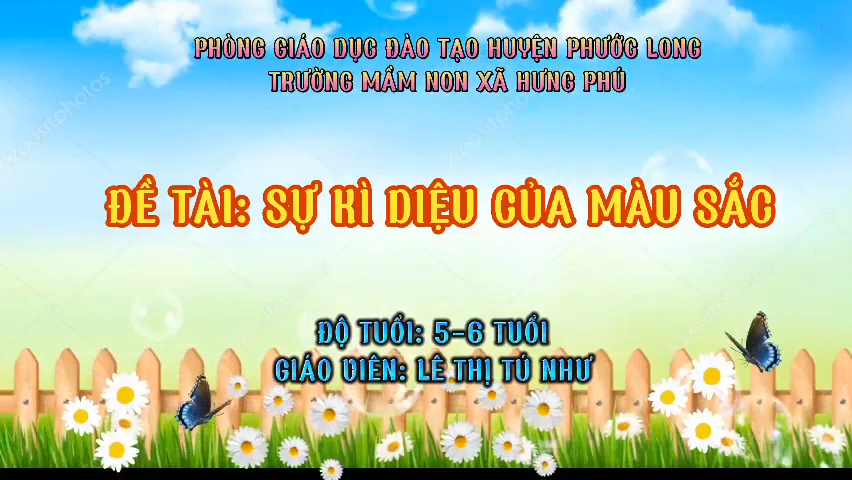 PHÒNG GIÁO DỤC ĐÀO TẠO HUYỆN PHƯỚC LONG
TRƯỜNG MẦM NON XÃ HƯNG PHÚ
ĐỀ TÀI: SỰ KÌ DIỆU CỦA MÀU SẮC
ĐỘ TUỔI: 5-6 TUỔI
GIÁO VIÊN: LÊ THỊ TÚ NHƯ